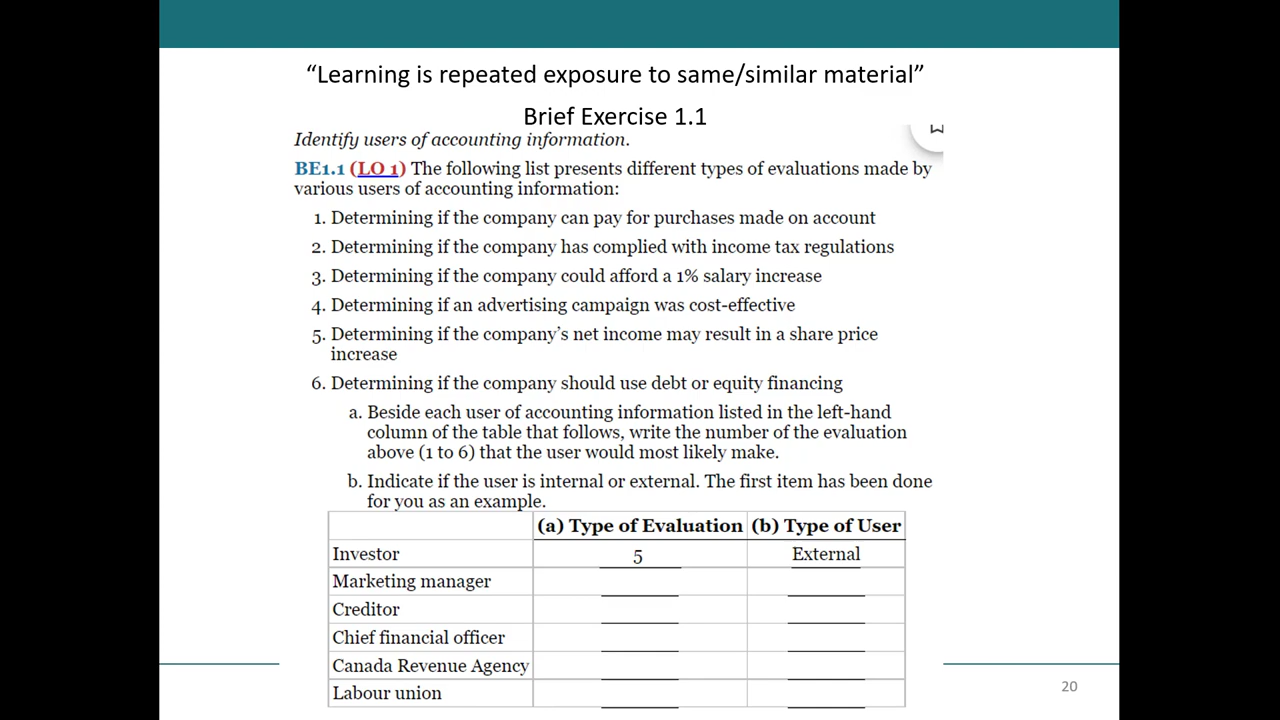 “Learning is repeated exposure to same/similar material”
Brief Exercise 1.1
Identify users of accounting information.
BE1.1 (LO 1) The following list presents different types of evaluations made by
various users of accounting information:
1. Determining if the company can pay for purchases made on account
2. Determining if the company has complied with income tax regulations
3. Determining if the company could afford a 1% salary increase
4. Determining if an advertising campaign was cost-effective
5. Determining if the company’s net income may result in a share price
increase
6. Determining if the company should use debt or equity financing
a. Beside each user of accounting information listed in the left-hand
column of the table that follows, write the number of the evaluation
above (1 to 6) that the user would most likely make.
b. Indicate if the user is internal or external. The first item has been done
for you as an example.
(a) Type of Evaluation (b) Type of User
Investor 5 External
Marketing manager
Creditor
Chief financial officer
Canada Revenue Agency
Labour union
20